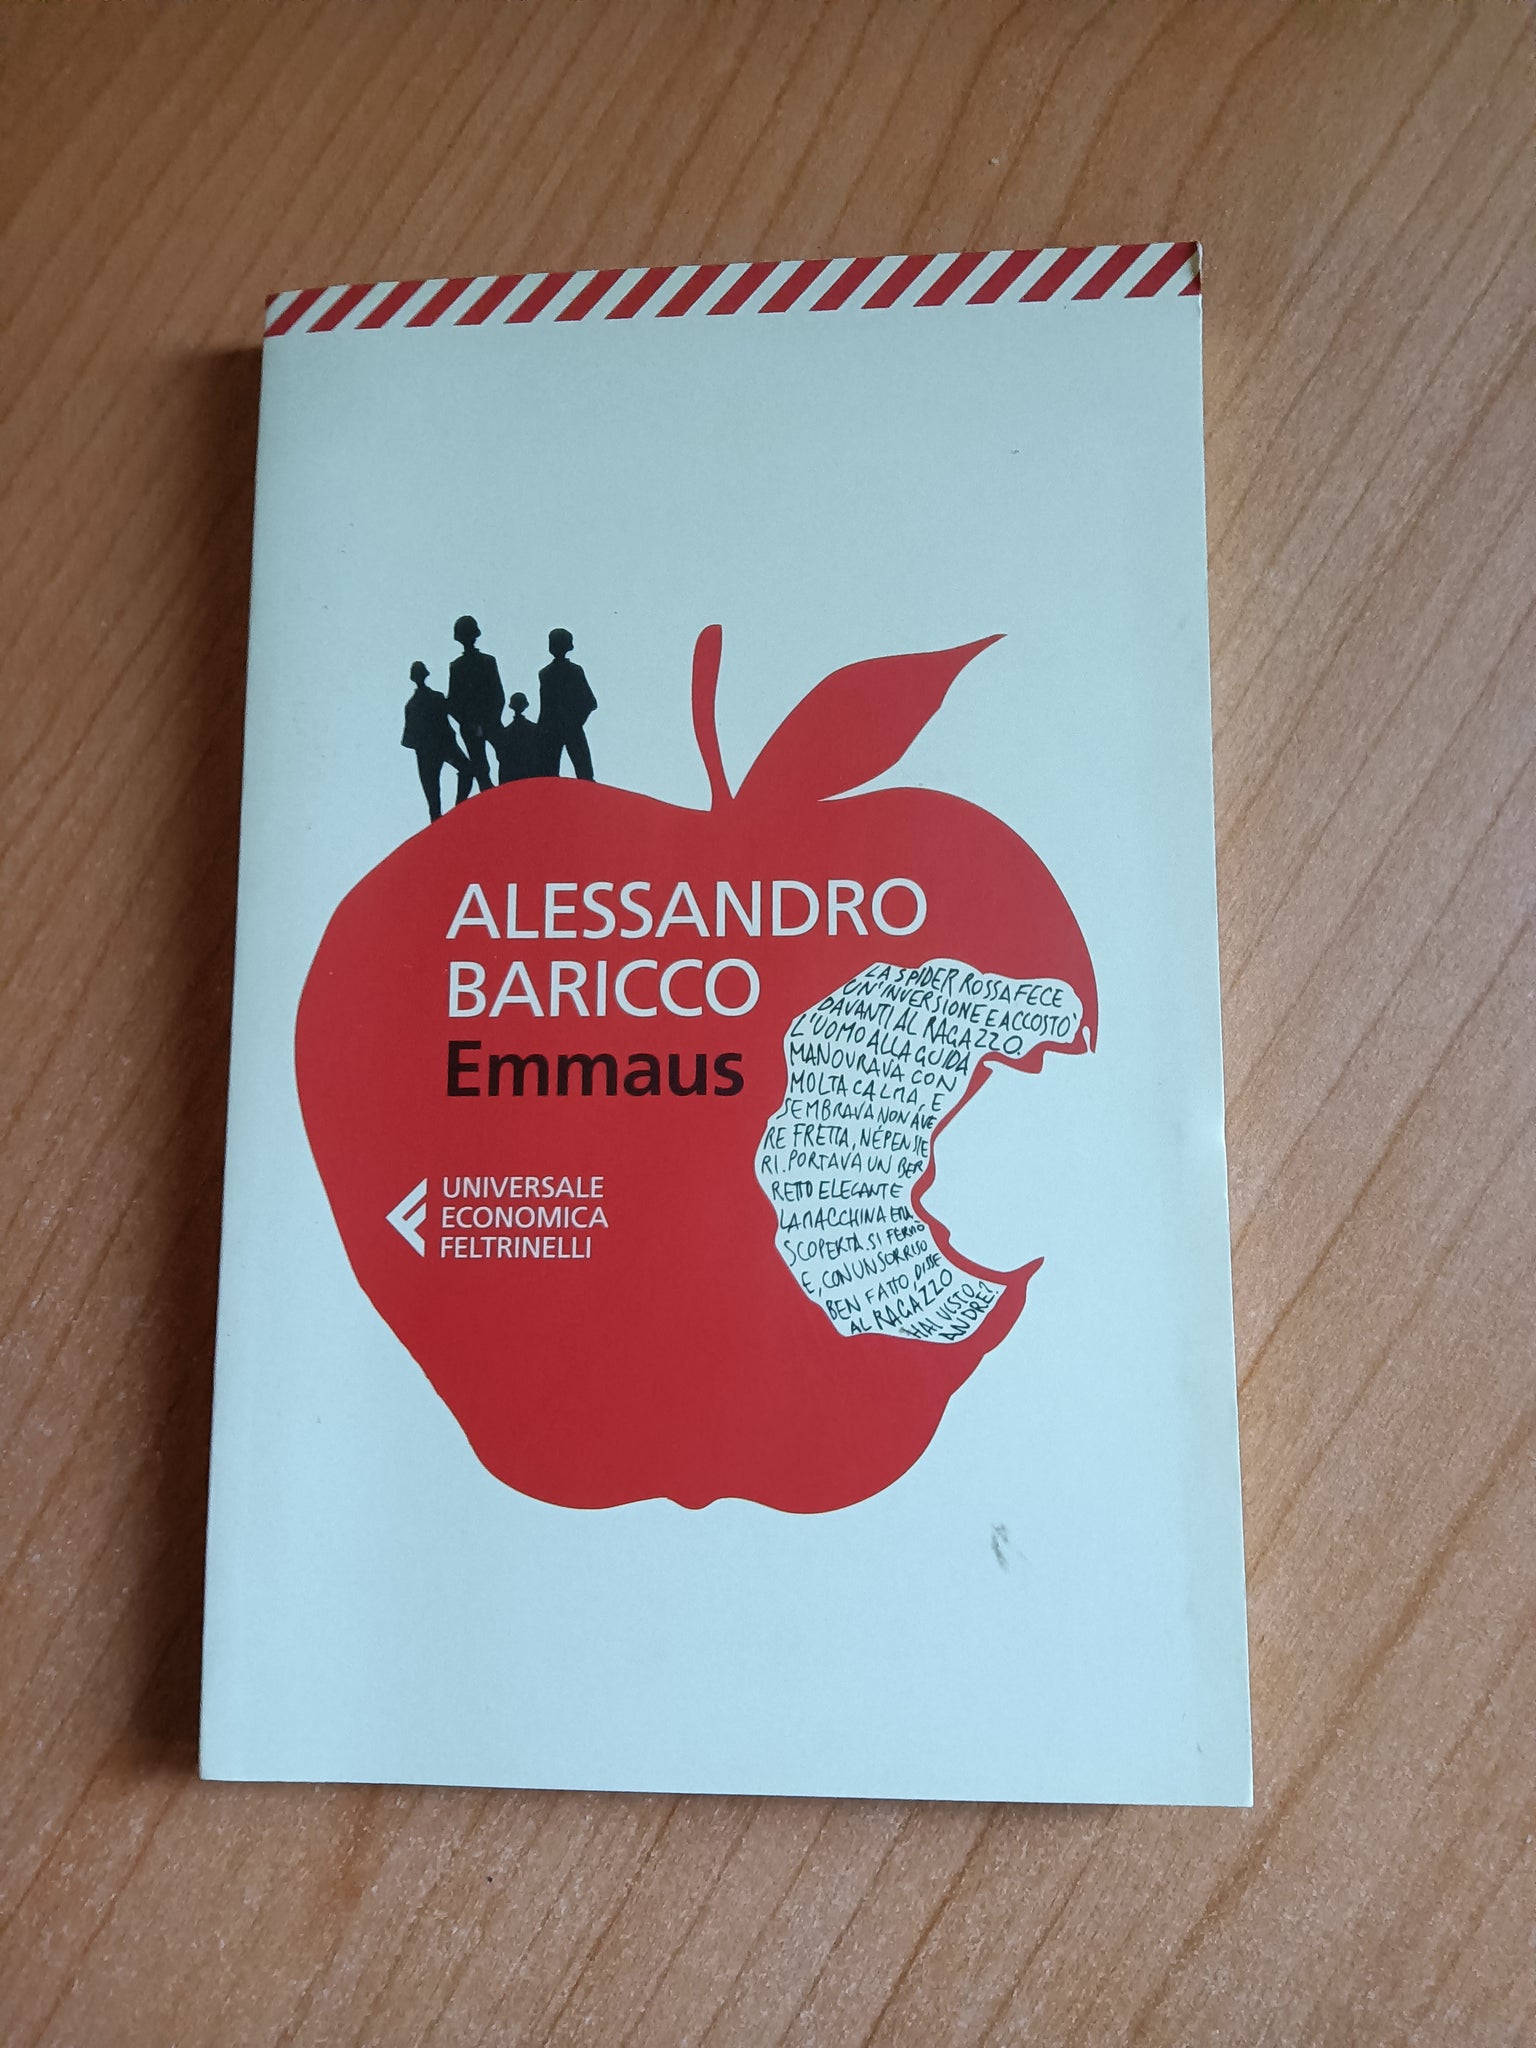 ALESSANDRO
BARICCO
Emmaus
UNIVERSALE
ECONOMICA
FELTRINELLI
LA SPIDER ROSSA FECE
UN'INVERSIONE E ACCOSTÒ
DAVANTI AL RAGAZZO.
L'UOMO ALLA GUIDA
MANOVRAVA CON
MOLTA CALMA, E
SEMBRAVA NON AVE
RE FRETTA, NÉ PENSIE
RI. PORTAVA UN BER
RETTO ELEGANTE
LA MACCHINA ERA
SCOPERTA. SI FERMÒ
E, CON UN SORRISO
BEN FATTO, DISSE
AL RAGAZZO
HAI VISTO
ANDRE?